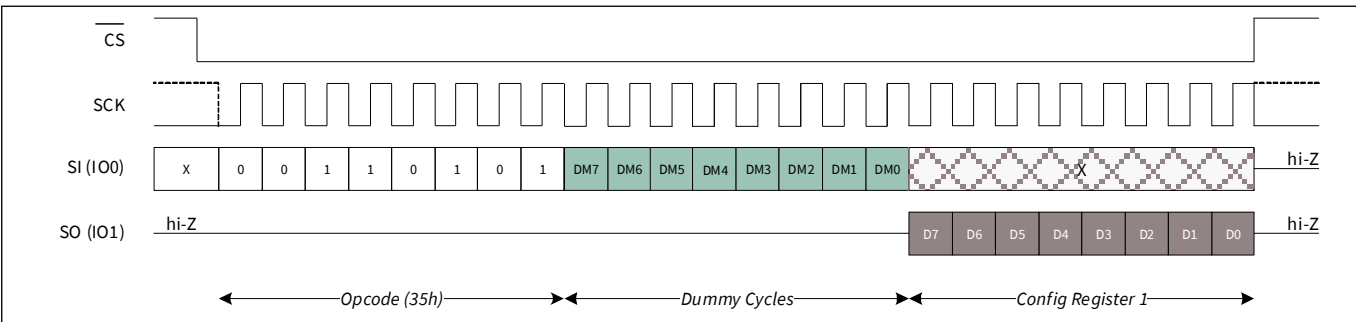 CS
SCK
SI (IO0) X 0 0 1 1 0 1 0 1 DM7 DM6 DM5 DM4 DM3 DM2 DM1 DM0 X hi-Z
SO (IO1) hi-Z D7 D6 D5 D4 D3 D2 D1 D0 hi-Z
Opcode (35h) Dummy Cycles Config Register 1